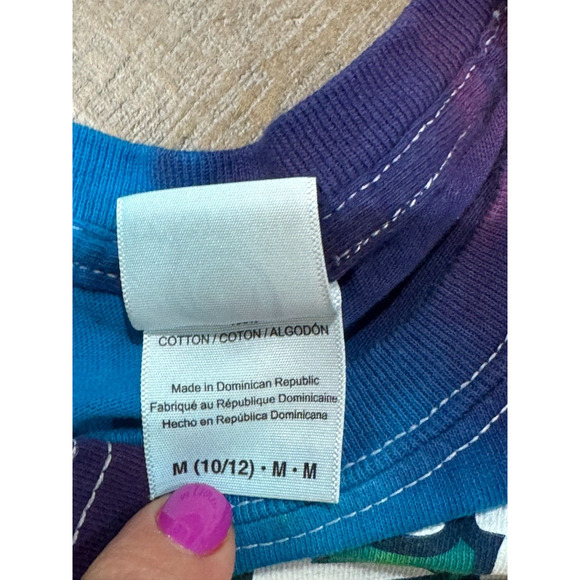 COTTON / COTON / ALGODÓN
Made in Dominican Republic
Fabriqué au République Dominicaine
Hecho en República Dominicana
M (10/12) • M • M